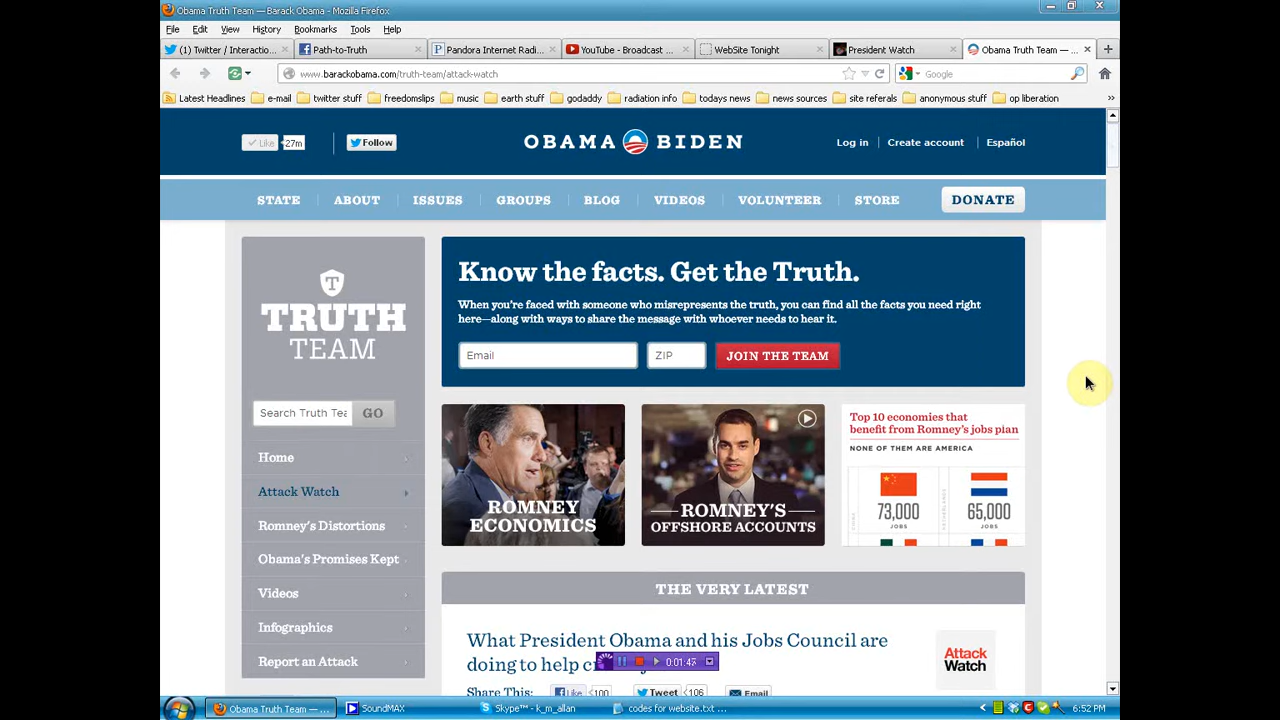 Obama Truth Team — Barack Obama - Mozilla Firefox
File Edit View History Bookmarks Tools Help
(1) Twitter / Interactio... Path-to-Truth Pandora Internet Radi... YouTube - Broadcast ... WebSite Tonight President Watch Obama Truth Team — ...
www.barackobama.com/truth-team/attack-watch Google
Latest Headlines e-mail twitter stuff freedomslips music earth stuff godaddy radiation info todays news news sources site referals anonymous stuff op liberation »
Like 27m Follow OBAMA BIDEN Log in Create account Español
STATE ABOUT ISSUES GROUPS BLOG VIDEOS VOLUNTEER STORE DONATE
T
TRUTH
TEAM
Search Truth Tea GO
Home
Attack Watch
Romney's Distortions
Obama's Promises Kept
Videos
Infographics
Report an Attack
Know the facts. Get the Truth.
When you're faced with someone who misrepresents the truth, you can find all the facts you need right
here—along with ways to share the message with whoever needs to hear it.
Email ZIP JOIN THE TEAM
ROMNEY
ECONOMICS
ROMNEY'S
OFFSHORE ACCOUNTS
Top 10 economies that
benefit from Romney's jobs plan
NONE OF THEM ARE AMERICA
73,000
JOBS
65,000
JOBS
THE VERY LATEST
What President Obama and his Jobs Council are
doing to help
Attack
Watch
0:01:47
Share This: Like 100 Tweet 106 Email
Obama Truth Team — ... SoundMAX Skype™ - k_m_allan codes for website.txt ... 6:52 PM